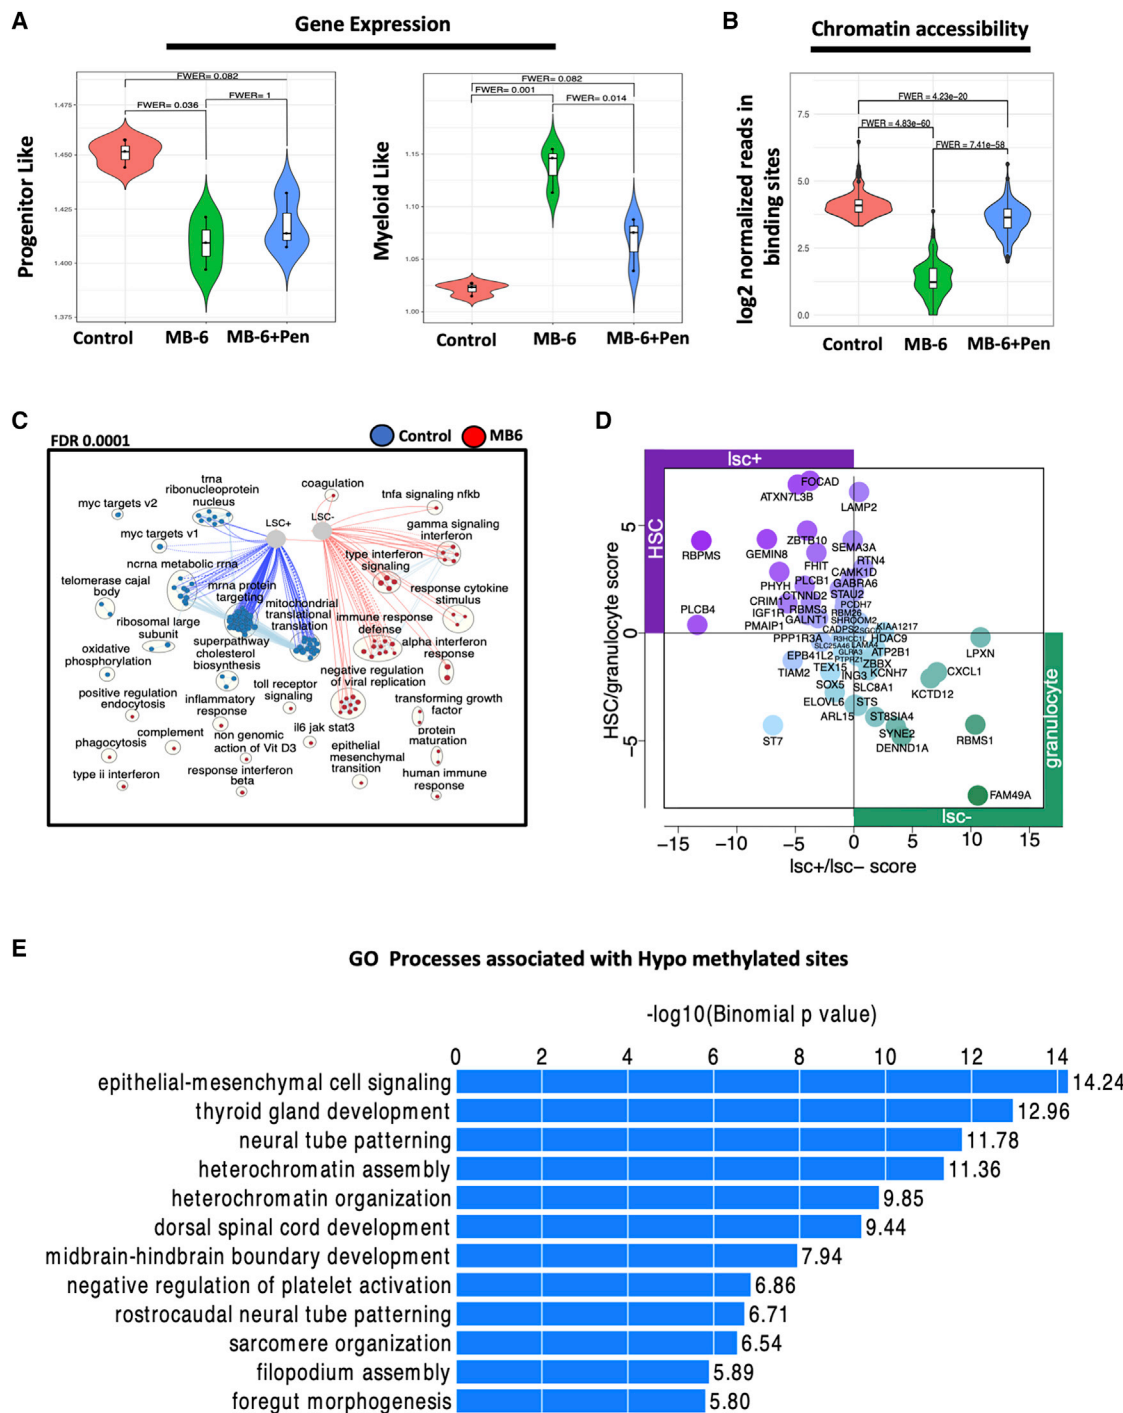 A
Gene Expression
FWER= 0.082
FWER= 0.036
FWER= 1
1.475
1.450
1.425
1.400
1.375
Progenitor Like
Control
MB-6
MB-6+Pen
FWER= 0.082
FWER= 0.001
FWER= 0.014
1.15
1.10
1.05
1.00
Myeloid Like
Control
MB-6
MB-6+Pen
B
Chromatin accessibility
FWER = 4.23e-20
FWER = 4.83e-60
FWER = 7.41e-58
7.5
5.0
2.5
0.0
log2 normalized reads in
binding sites
Control
MB-6
MB-6+Pen
C
FDR 0.0001
Control
MB6
trna
ribonucleoprotein
nucleus
coagulation
myc targets v2
tnfa signaling nfkb
LSC+
LSC-
gamma signaling
interferon
myc targets v1
type interferon
signaling
ncrna metabolic rrna
telomerase cajal
body
mrna protein
targeting
response cytokine
stimulus
mitochondrial
translational
translation
ribosomal large
subunit
immune response
defense
superpathway
cholesterol
biosynthesis
alpha interferon
response
oxidative
phosphorylation
negative regulation
of viral replication
toll receptor
signaling
positive regulation
endocytosis
inflammatory
response
transforming growth
factor
il6 jak stat3
protein
maturation
complement
non genomic
action of Vit D3
phagocytosis
epithelial
mesenchymal
transition
response interferon
beta
type ii interferon
human immune
response
D
lsc+
HSC
FOCAD
ATXN7L3B
LAMP2
ZBTB10
SEMA3A
RBPMS
GEMIN8
RTN4
FHIT
CAMK1D
PLCB1
GABRA6
PHYH
CTNND2
STAU2
CRIM1
PCDH7
IGF1R
RBMS3
RBM26
PLCB4
GALNT1
SHROOM2
PMAIP1
CADPS2
KIAA1217
PPP1R3A
R3HCC1L
HDAC9
SLC25A46
LAMA4
GLRA3
ATP2B1
LPXN
EPB41L2
PTPRZ1
ZBBX
TIAM2
TEX15
ING3
KCNH7
CXCL1
SOX5
SLC8A1
KCTD12
ELOVL6
STS
ARL15
ST8SIA4
ST7
SYNE2
RBMS1
DENND1A
FAM49A
5
0
−5
HSC/granulocyte score
granulocyte
lsc-
−15
−10
−5
0
5
10
15
lsc+/lsc− score
E
GO Processes associated with Hypo methylated sites
-log10(Binomial p value)
0 2 4 6 8 10 12 14
epithelial-mesenchymal cell signaling 14.24
thyroid gland development 12.96
neural tube patterning 11.78
heterochromatin assembly 11.36
heterochromatin organization 9.85
dorsal spinal cord development 9.44
midbrain-hindbrain boundary development 7.94
negative regulation of platelet activation 6.86
rostrocaudal neural tube patterning 6.71
sarcomere organization 6.54
filopodium assembly 5.89
foregut morphogenesis 5.80